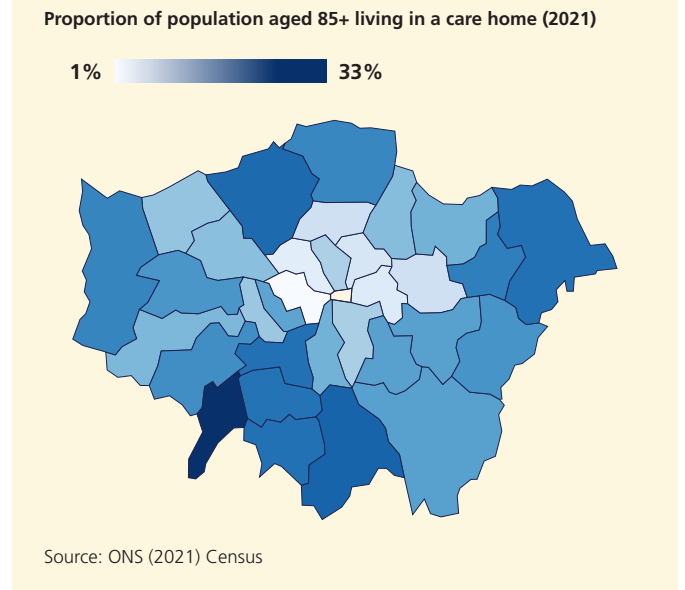 Proportion of population aged 85+ living in a care home (2021)
1% 33%
Source: ONS (2021) Census